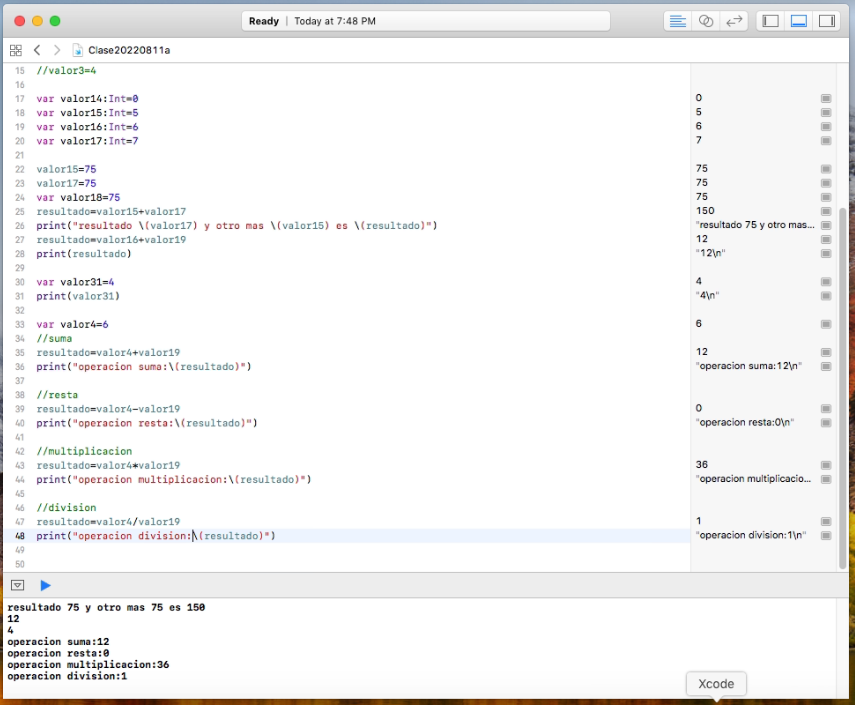 Ready | Today at 7:48 PM
Clase20220811a
15 //valor3=4
16
17 var valor14:Int=0 0
18 var valor15:Int=5 5
19 var valor16:Int=6 6
20 var valor17:Int=7 7
21
22 valor15=75 75
23 valor17=75 75
24 var valor18=75 75
25 resultado=valor15+valor17 150
26 print("resultado \(valor17) y otro mas \(valor15) es \(resultado)") "resultado 75 y otro mas...
27 resultado=valor16+valor19 12
28 print(resultado) "12\n"
29
30 var valor31=4 4
31 print(valor31) "4\n"
32
33 var valor4=6 6
34 //suma
35 resultado=valor4+valor19 12
36 print("operacion suma:\(resultado)") "operacion suma:12\n"
37
38 //resta
39 resultado=valor4-valor19 0
40 print("operacion resta:\(resultado)") "operacion resta:0\n"
41
42 //multiplicacion
43 resultado=valor4*valor19 36
44 print("operacion multiplicacion:\(resultado)") "operacion multiplicacio...
45
46 //division
47 resultado=valor4/valor19 1
48 print("operacion division:\(resultado)") "operacion division:1\n"
49
50
resultado 75 y otro mas 75 es 150
12
4
operacion suma:12
operacion resta:0
operacion multiplicacion:36
operacion division:1
Xcode